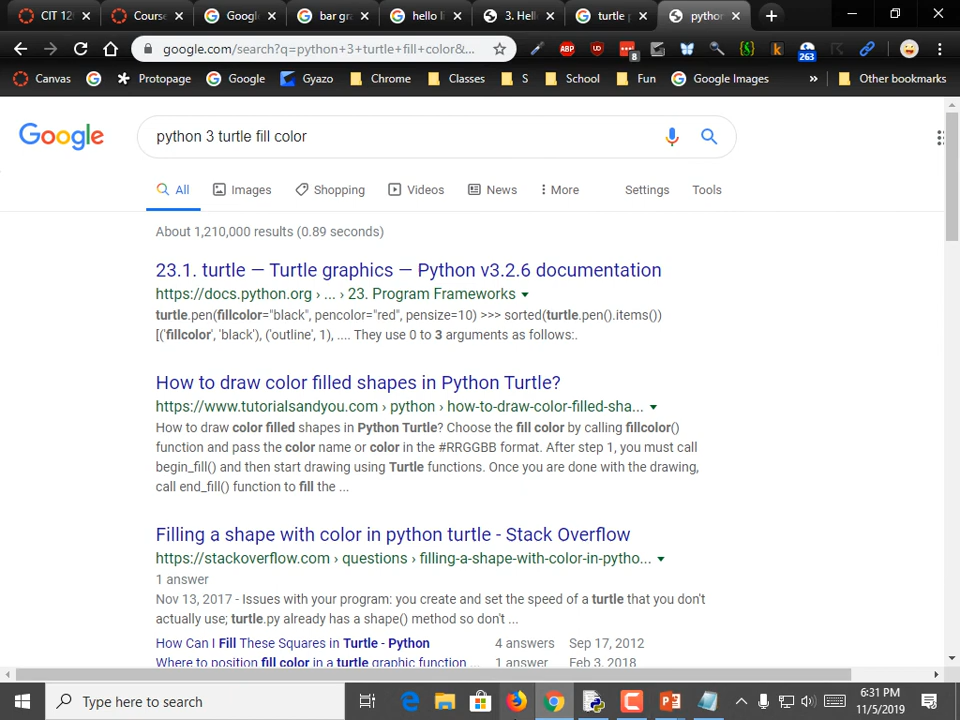 CIT 12
Course
Googl
bar gr
hello li
3. Hell
turtle p
python
google.com/search?q=python+3+turtle+fill+color&...
ABP
8
263
Canvas
Protopage
Google
Gyazo
Chrome
Classes
S
School
Fun
Google Images
»
Other bookmarks
Google
python 3 turtle fill color
All
Images
Shopping
Videos
News
More
Settings
Tools
About 1,210,000 results (0.89 seconds)
23.1. turtle — Turtle graphics — Python v3.2.6 documentation
https://docs.python.org › ... › 23. Program Frameworks
turtle.pen(fillcolor="black", pencolor="red", pensize=10) >>> sorted(turtle.pen().items())
[('fillcolor', 'black'), ('outline', 1), .... They use 0 to 3 arguments as follows:.
How to draw color filled shapes in Python Turtle?
https://www.tutorialsandyou.com › python › how-to-draw-color-filled-sha...
How to draw color filled shapes in Python Turtle? Choose the fill color by calling fillcolor()
function and pass the color name or color in the #RRGGBB format. After step 1, you must call
begin_fill() and then start drawing using Turtle functions. Once you are done with the drawing,
call end_fill() function to fill the ...
Filling a shape with color in python turtle - Stack Overflow
https://stackoverflow.com › questions › filling-a-shape-with-color-in-pytho...
1 answer
Nov 13, 2017 - Issues with your program: you create and set the speed of a turtle that you don't
actually use; turtle.py already has a shape() method so don't ...
How Can I Fill These Squares in Turtle - Python 4 answers Sep 17, 2012
Where to position fill color in a turtle graphic function ... 1 answer Feb 3, 2018
Type here to search
6:31 PM
11/5/2019